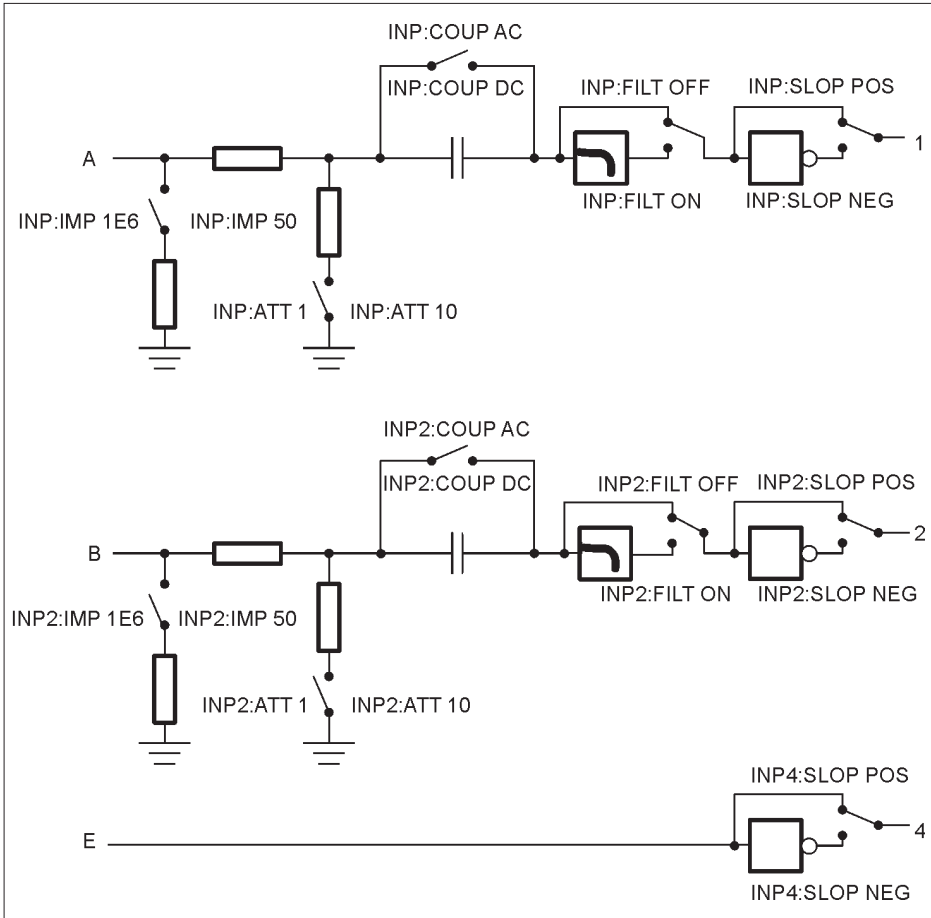 INP:COUP AC
INP:COUP DC
INP:FILT OFF
INP:SLOP POS
A
1
INP:IMP 1E6
INP:IMP 50
INP:FILT ON
INP:SLOP NEG
INP:ATT 1
INP:ATT 10
INP2:COUP AC
INP2:COUP DC
INP2:FILT OFF
INP2:SLOP POS
B
2
INP2:IMP 1E6
INP2:IMP 50
INP2:FILT ON
INP2:SLOP NEG
INP2:ATT 1
INP2:ATT 10
INP4:SLOP POS
E
4
INP4:SLOP NEG